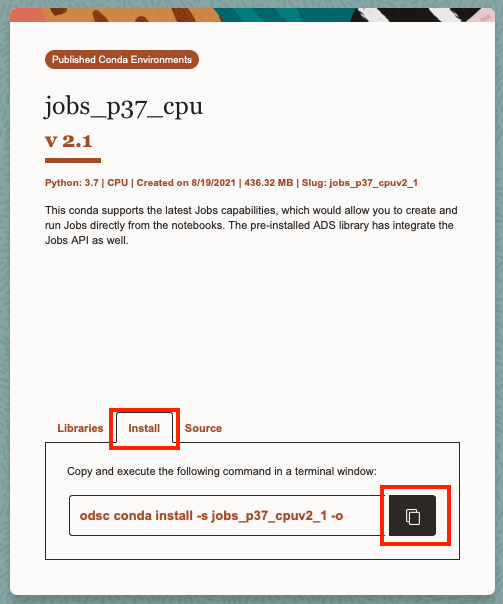 Published Conda Environments
jobs_p37_cpu
v 2.1
Python: 3.7 | CPU | Created on 8/19/2021 | 436.32 MB | Slug: jobs_p37_cpuv2_1
This conda supports the latest Jobs capabilities, which would allow you to create and
run Jobs directly from the notebooks. The pre-installed ADS library has integrate the
Jobs API as well.
Libraries Install Source
Copy and execute the following command in a terminal window:
odsc conda install -s jobs_p37_cpuv2_1 -o